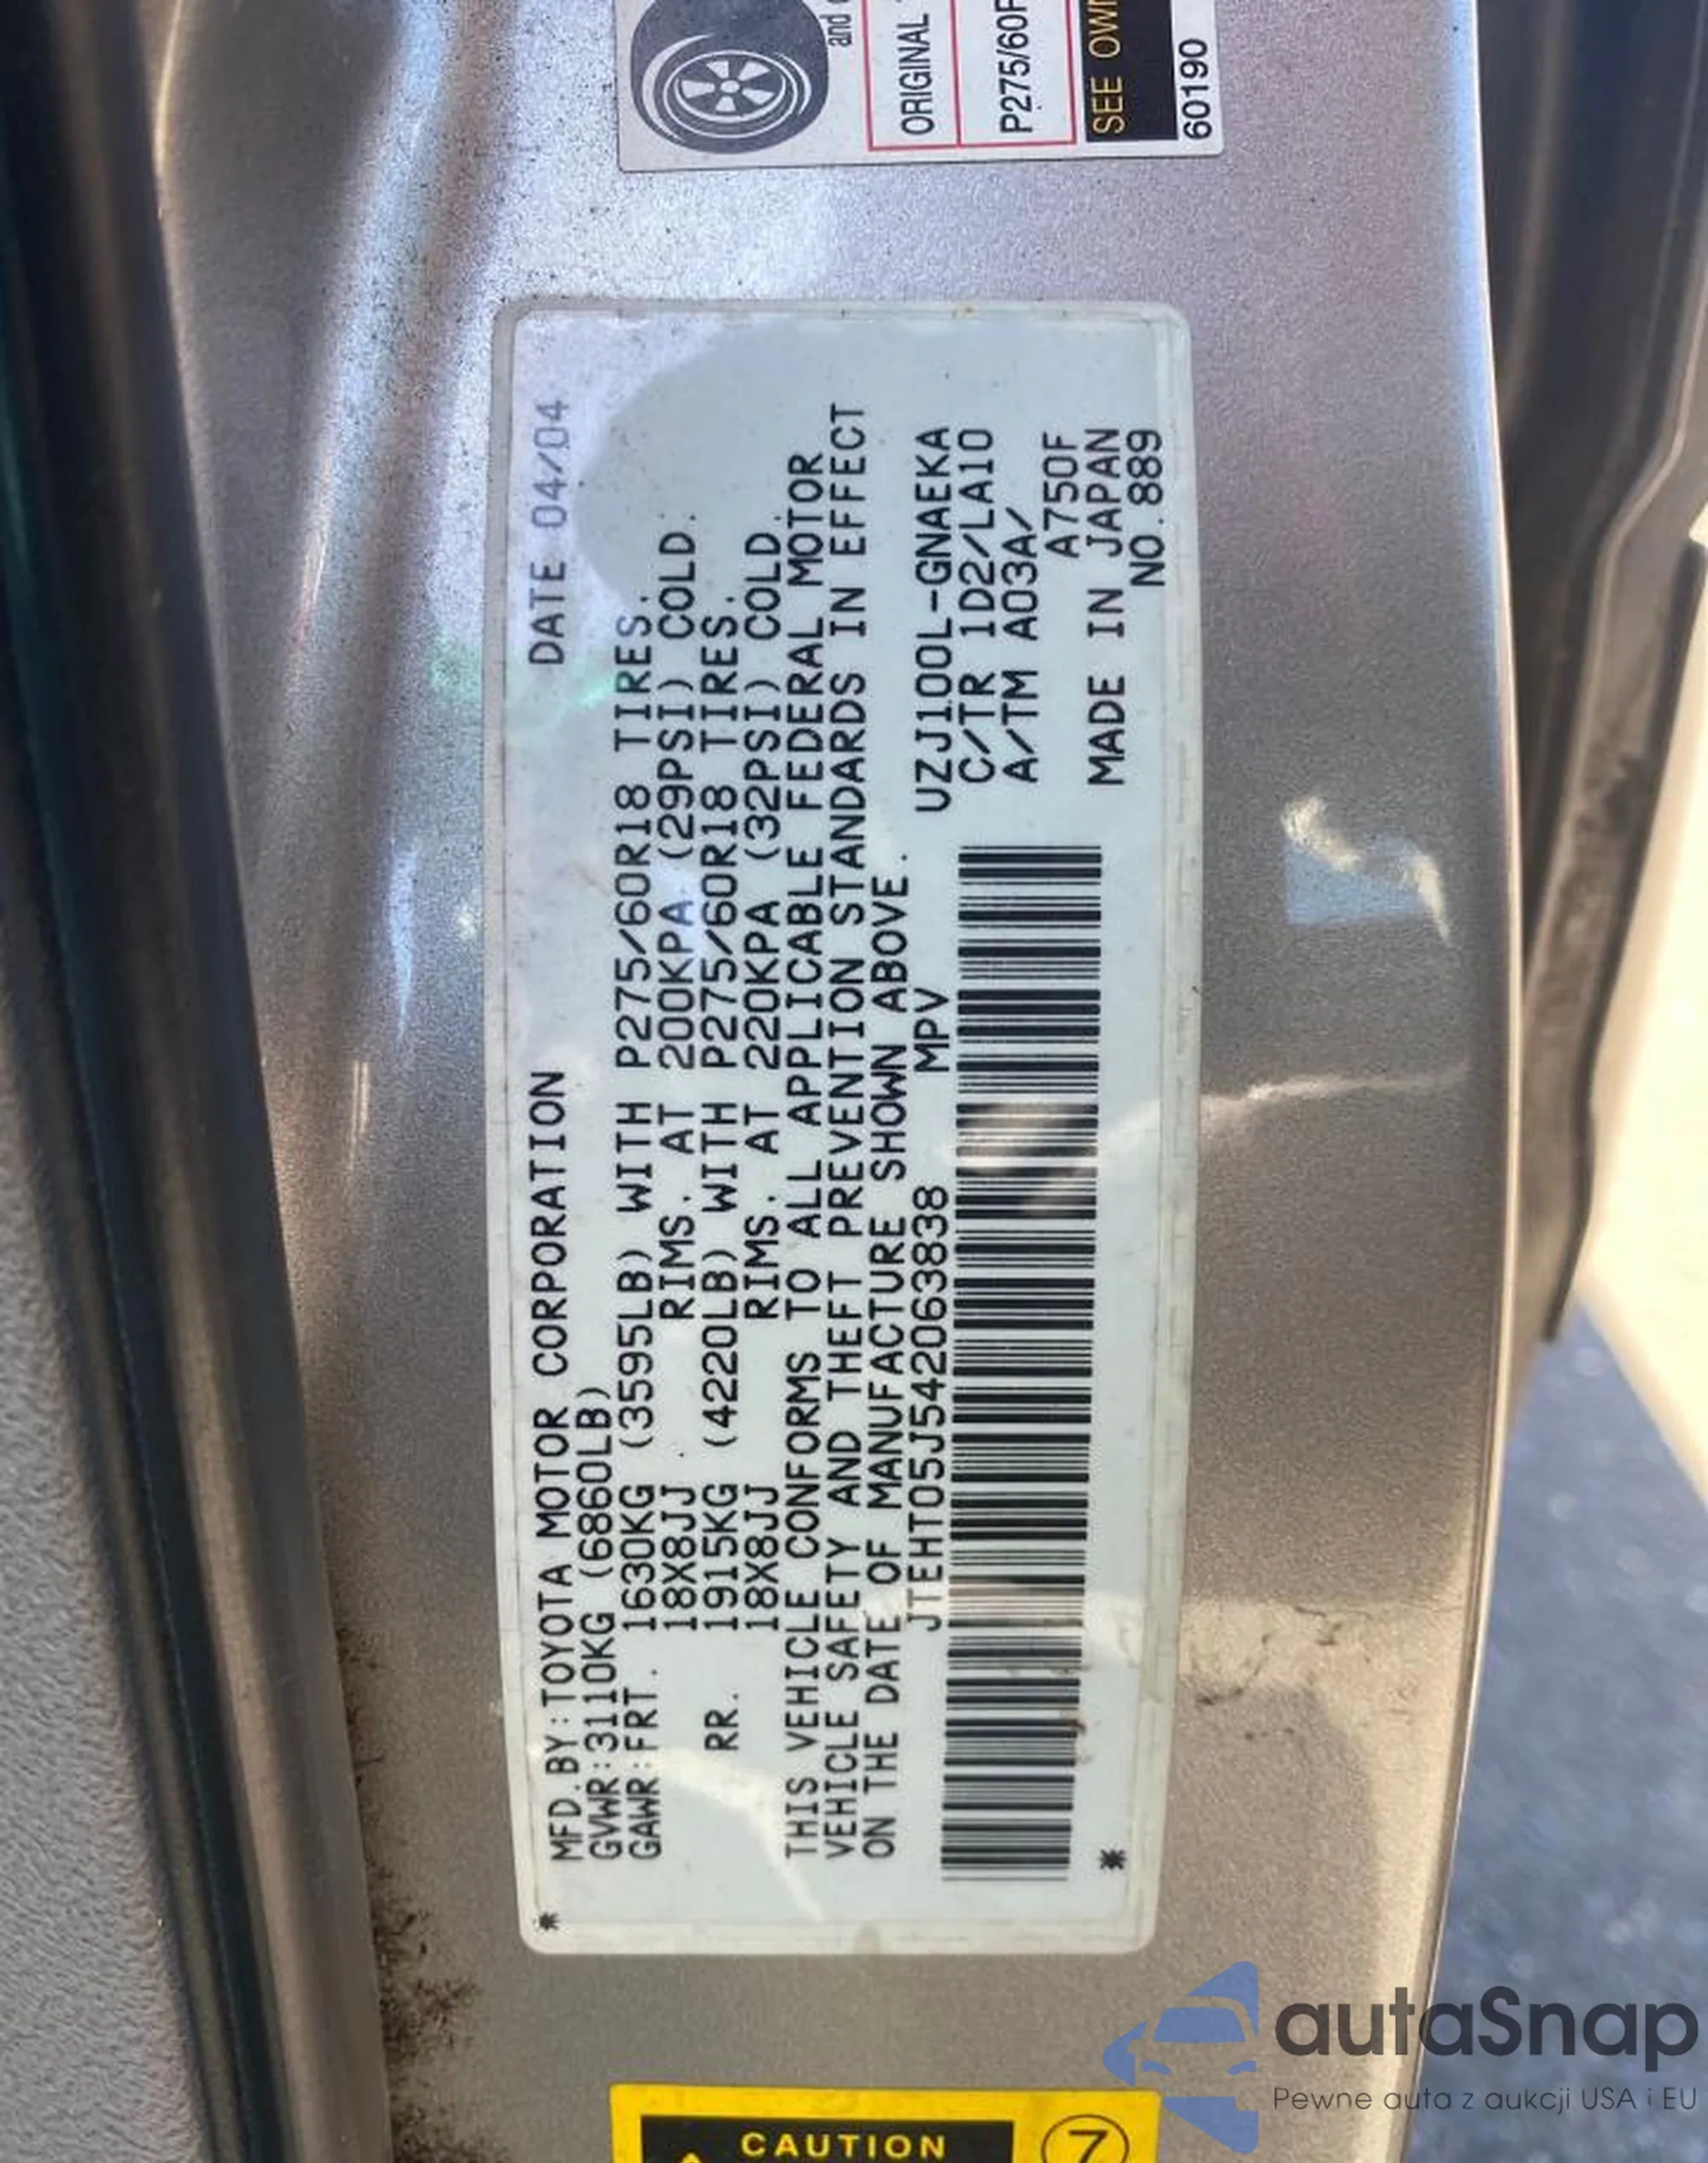 and
ORIGINAL
P275/60R
SEE OWN
60190
MFD.BY:TOYOTA MOTOR CORPORATION DATE 04/04
GVWR:3110KG (6860LB)
GAWR:FRT. 1630KG (3595LB) WITH P275/60R18 TIRES.
18X8JJ RIMS. AT 200KPA (29PSI) COLD.
RR. 1915KG (4220LB) WITH P275/60R18 TIRES.
18X8JJ RIMS. AT 220KPA (32PSI) COLD.
THIS VEHICLE CONFORMS TO ALL APPLICABLE FEDERAL MOTOR
VEHICLE SAFETY AND THEFT PREVENTION STANDARDS IN EFFECT
ON THE DATE OF MANUFACTURE SHOWN ABOVE.
JTEHT05J542063838 MPV UZJ100L-GNAEKA
C/TR 1D2/LA10
A/TM A03A/
A750F
MADE IN JAPAN
NO.889
CAUTION
7
autaSnap
Pewne auta z aukcji USA i EU